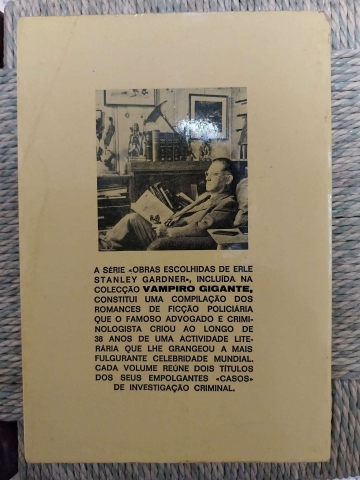 A SÉRIE «OBRAS ESCOLHIDAS DE ERLE
STANLEY GARDNER», INCLUÍDA NA
COLECÇÃO VAMPIRO GIGANTE,
CONSTITUI UMA COMPILAÇÃO DOS
ROMANCES DE FICÇÃO POLICIÁRIA
QUE O FAMOSO ADVOGADO E CRIMI-
NOLOGISTA CRIOU AO LONGO DE
38 ANOS DE UMA ACTIVIDADE LITE-
RÁRIA QUE LHE GRANGEOU A MAIS
FULGURANTE CELEBRIDADE MUNDIAL.
CADA VOLUME REÚNE DOIS TÍTULOS
DOS SEUS EMPOLGANTES «CASOS»
DE INVESTIGAÇÃO CRIMINAL.